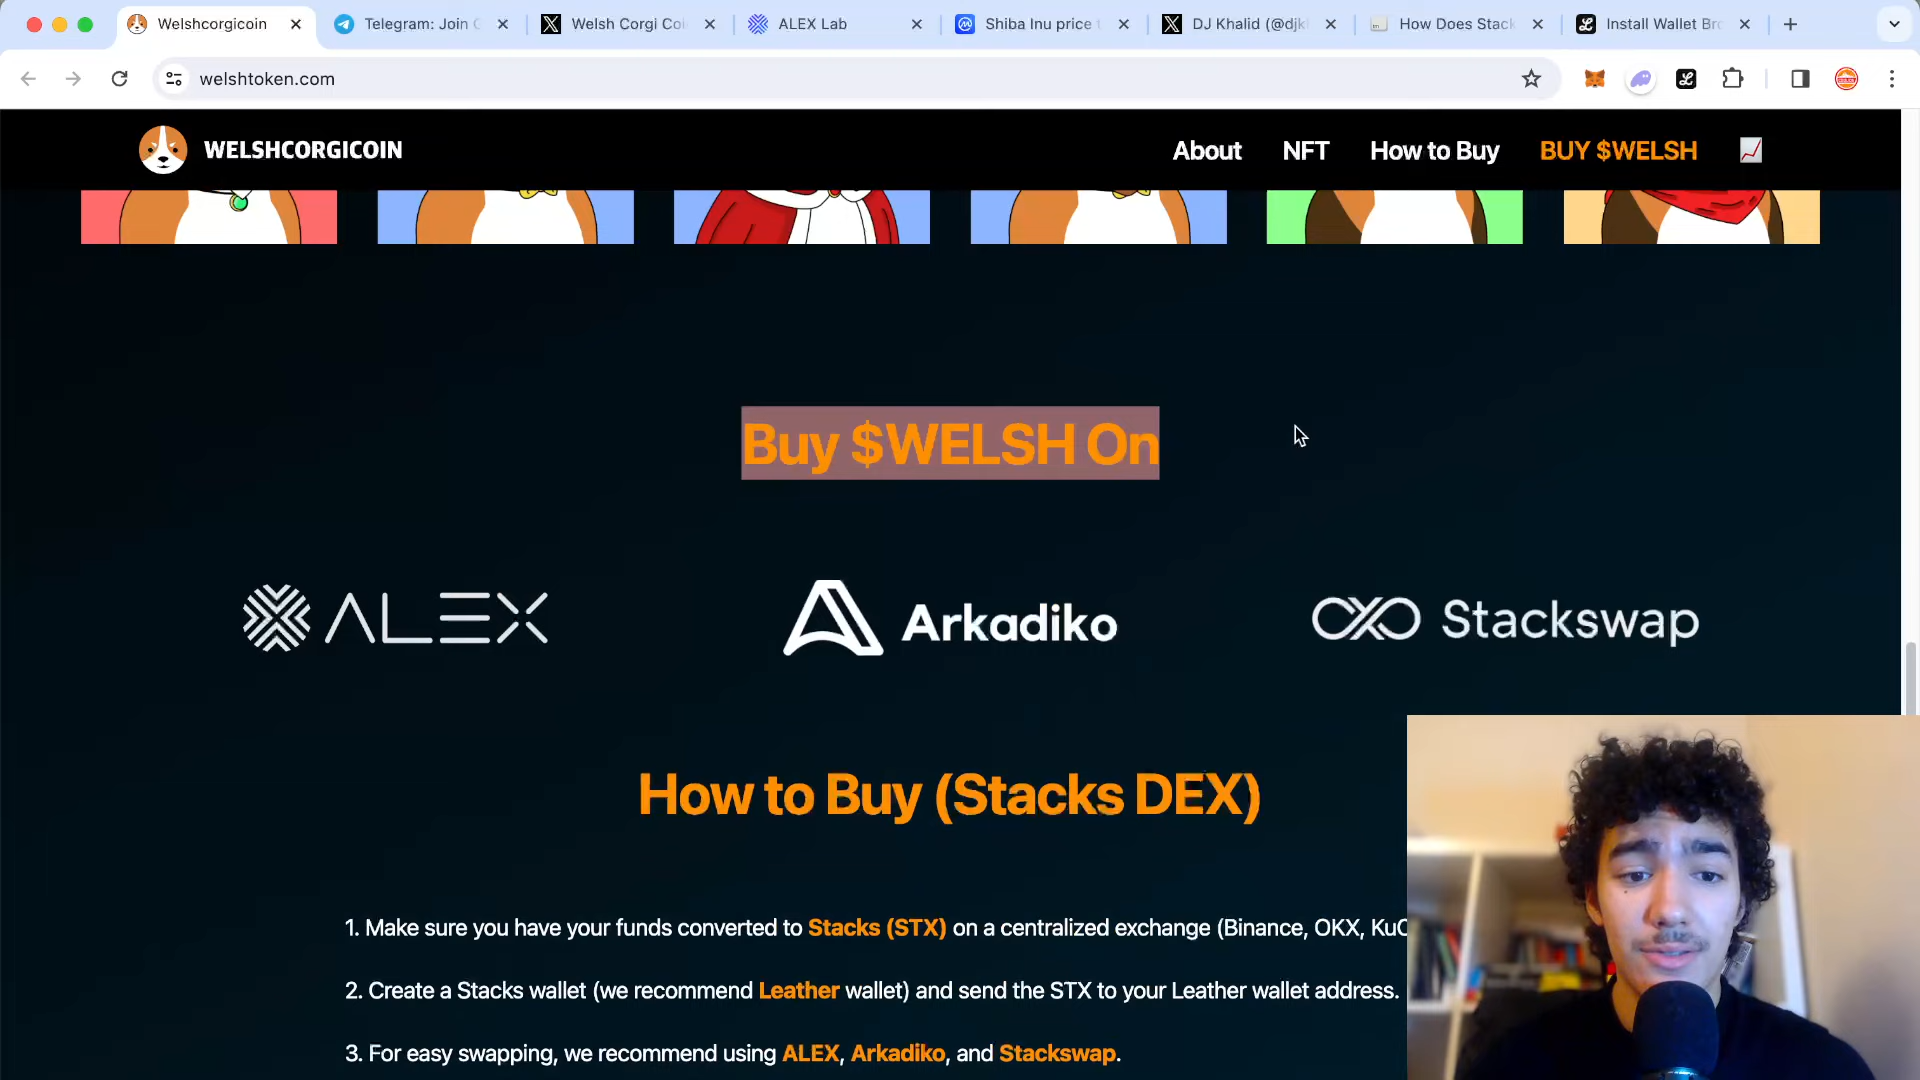 Welshcorgicoin
Telegram: Join
Welsh Corgi Coi
ALEX Lab
Shiba Inu price
DJ Khalid (@djk
How Does Stack
Install Wallet Br
welshtoken.com
WELSHCORGICOIN
About
NFT
How to Buy
BUY $WELSH
Buy $WELSH On
ALEX
Arkadiko
Stackswap
How to Buy (Stacks DEX)
1. Make sure you have your funds converted to Stacks (STX) on a centralized exchange (Binance, OKX, KuC
2. Create a Stacks wallet (we recommend Leather wallet) and send the STX to your Leather wallet address.
3. For easy swapping, we recommend using ALEX, Arkadiko, and Stackswap.